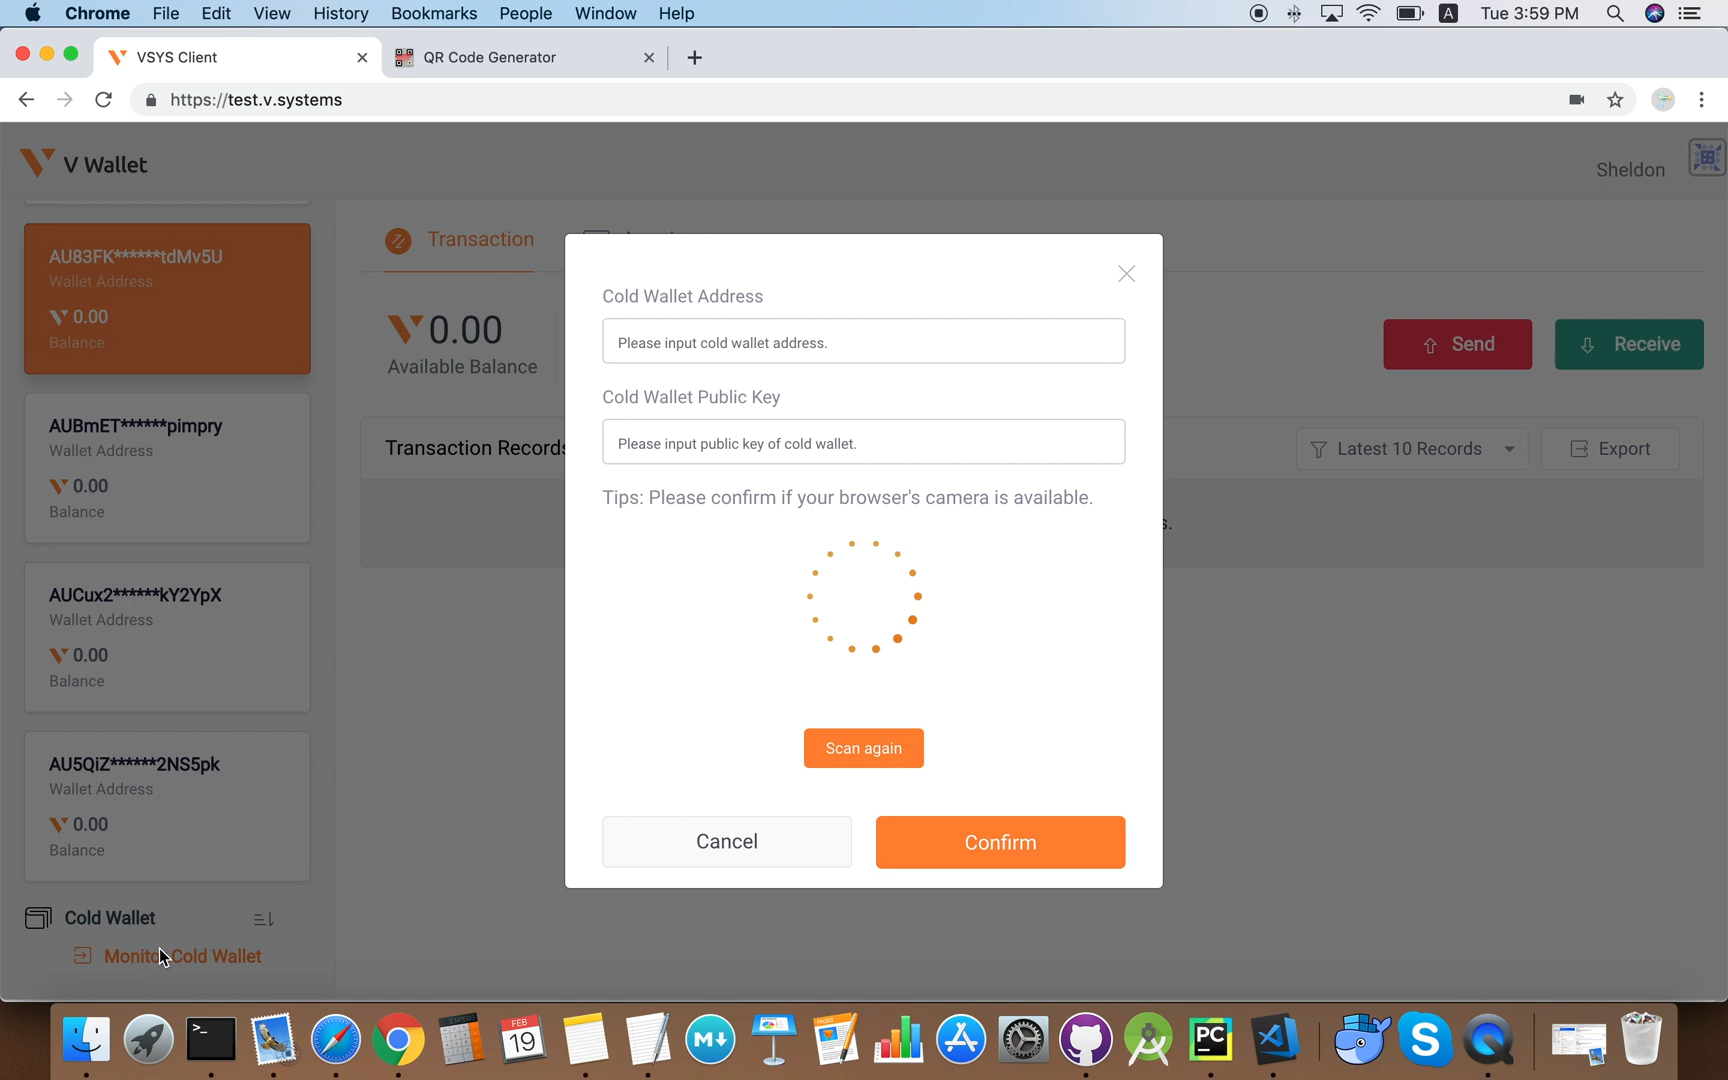 Chrome File Edit View History Bookmarks People Window Help
A Tue 3:59 PM
VSYS Client
QR Code Generator
https://test.v.systems
V Wallet
Sheldon
AU83FK******tdMv5U
Wallet Address
0.00
Balance
AUBmET******pimpry
Wallet Address
0.00
Balance
AUCux2******kY2YpX
Wallet Address
0.00
Balance
AU5QiZ******2NS5pk
Wallet Address
0.00
Balance
Cold Wallet
Monito Cold Wallet
Transaction
0.00
Available Balance
Send
Receive
Transaction Records
Latest 10 Records
Export
s.
Cold Wallet Address
Please input cold wallet address.
Cold Wallet Public Key
Please input public key of cold wallet.
Tips: Please confirm if your browser's camera is available.
Scan again
Cancel
Confirm
FEB
19
PAGES
PC
S